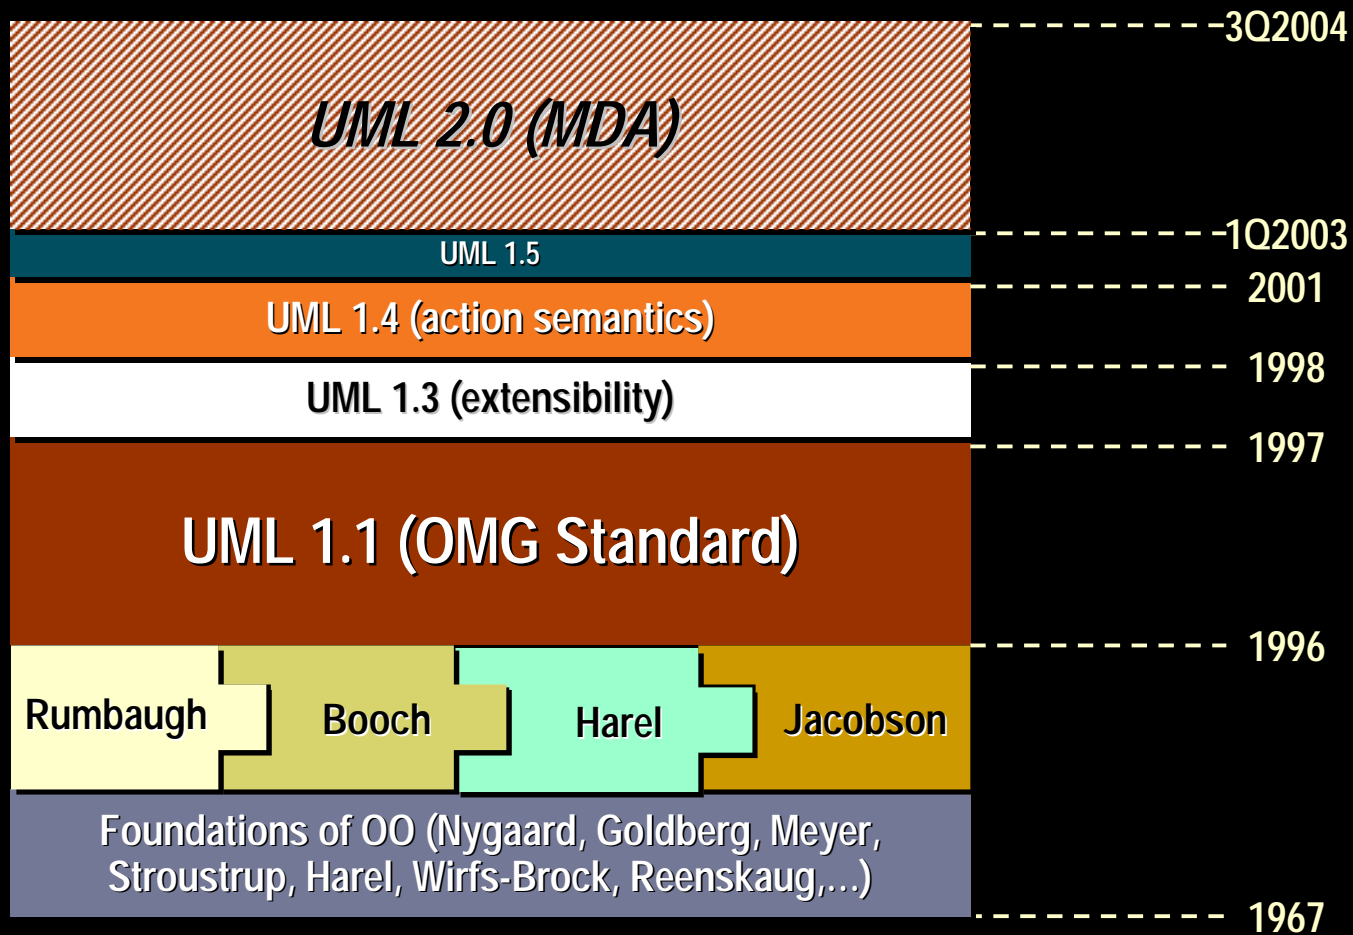 3Q2004
UML 2.0 (MDA)
1Q2003
UML 1.5
2001
UML 1.4 (action semantics)
1998
UML 1.3 (extensibility)
1997
UML 1.1 (OMG Standard)
1996
Rumbaugh
Booch
Harel
Jacobson
Foundations of OO (Nygaard, Goldberg, Meyer,
Stroustrup, Harel, Wirfs-Brock, Reenskaug,...)
1967